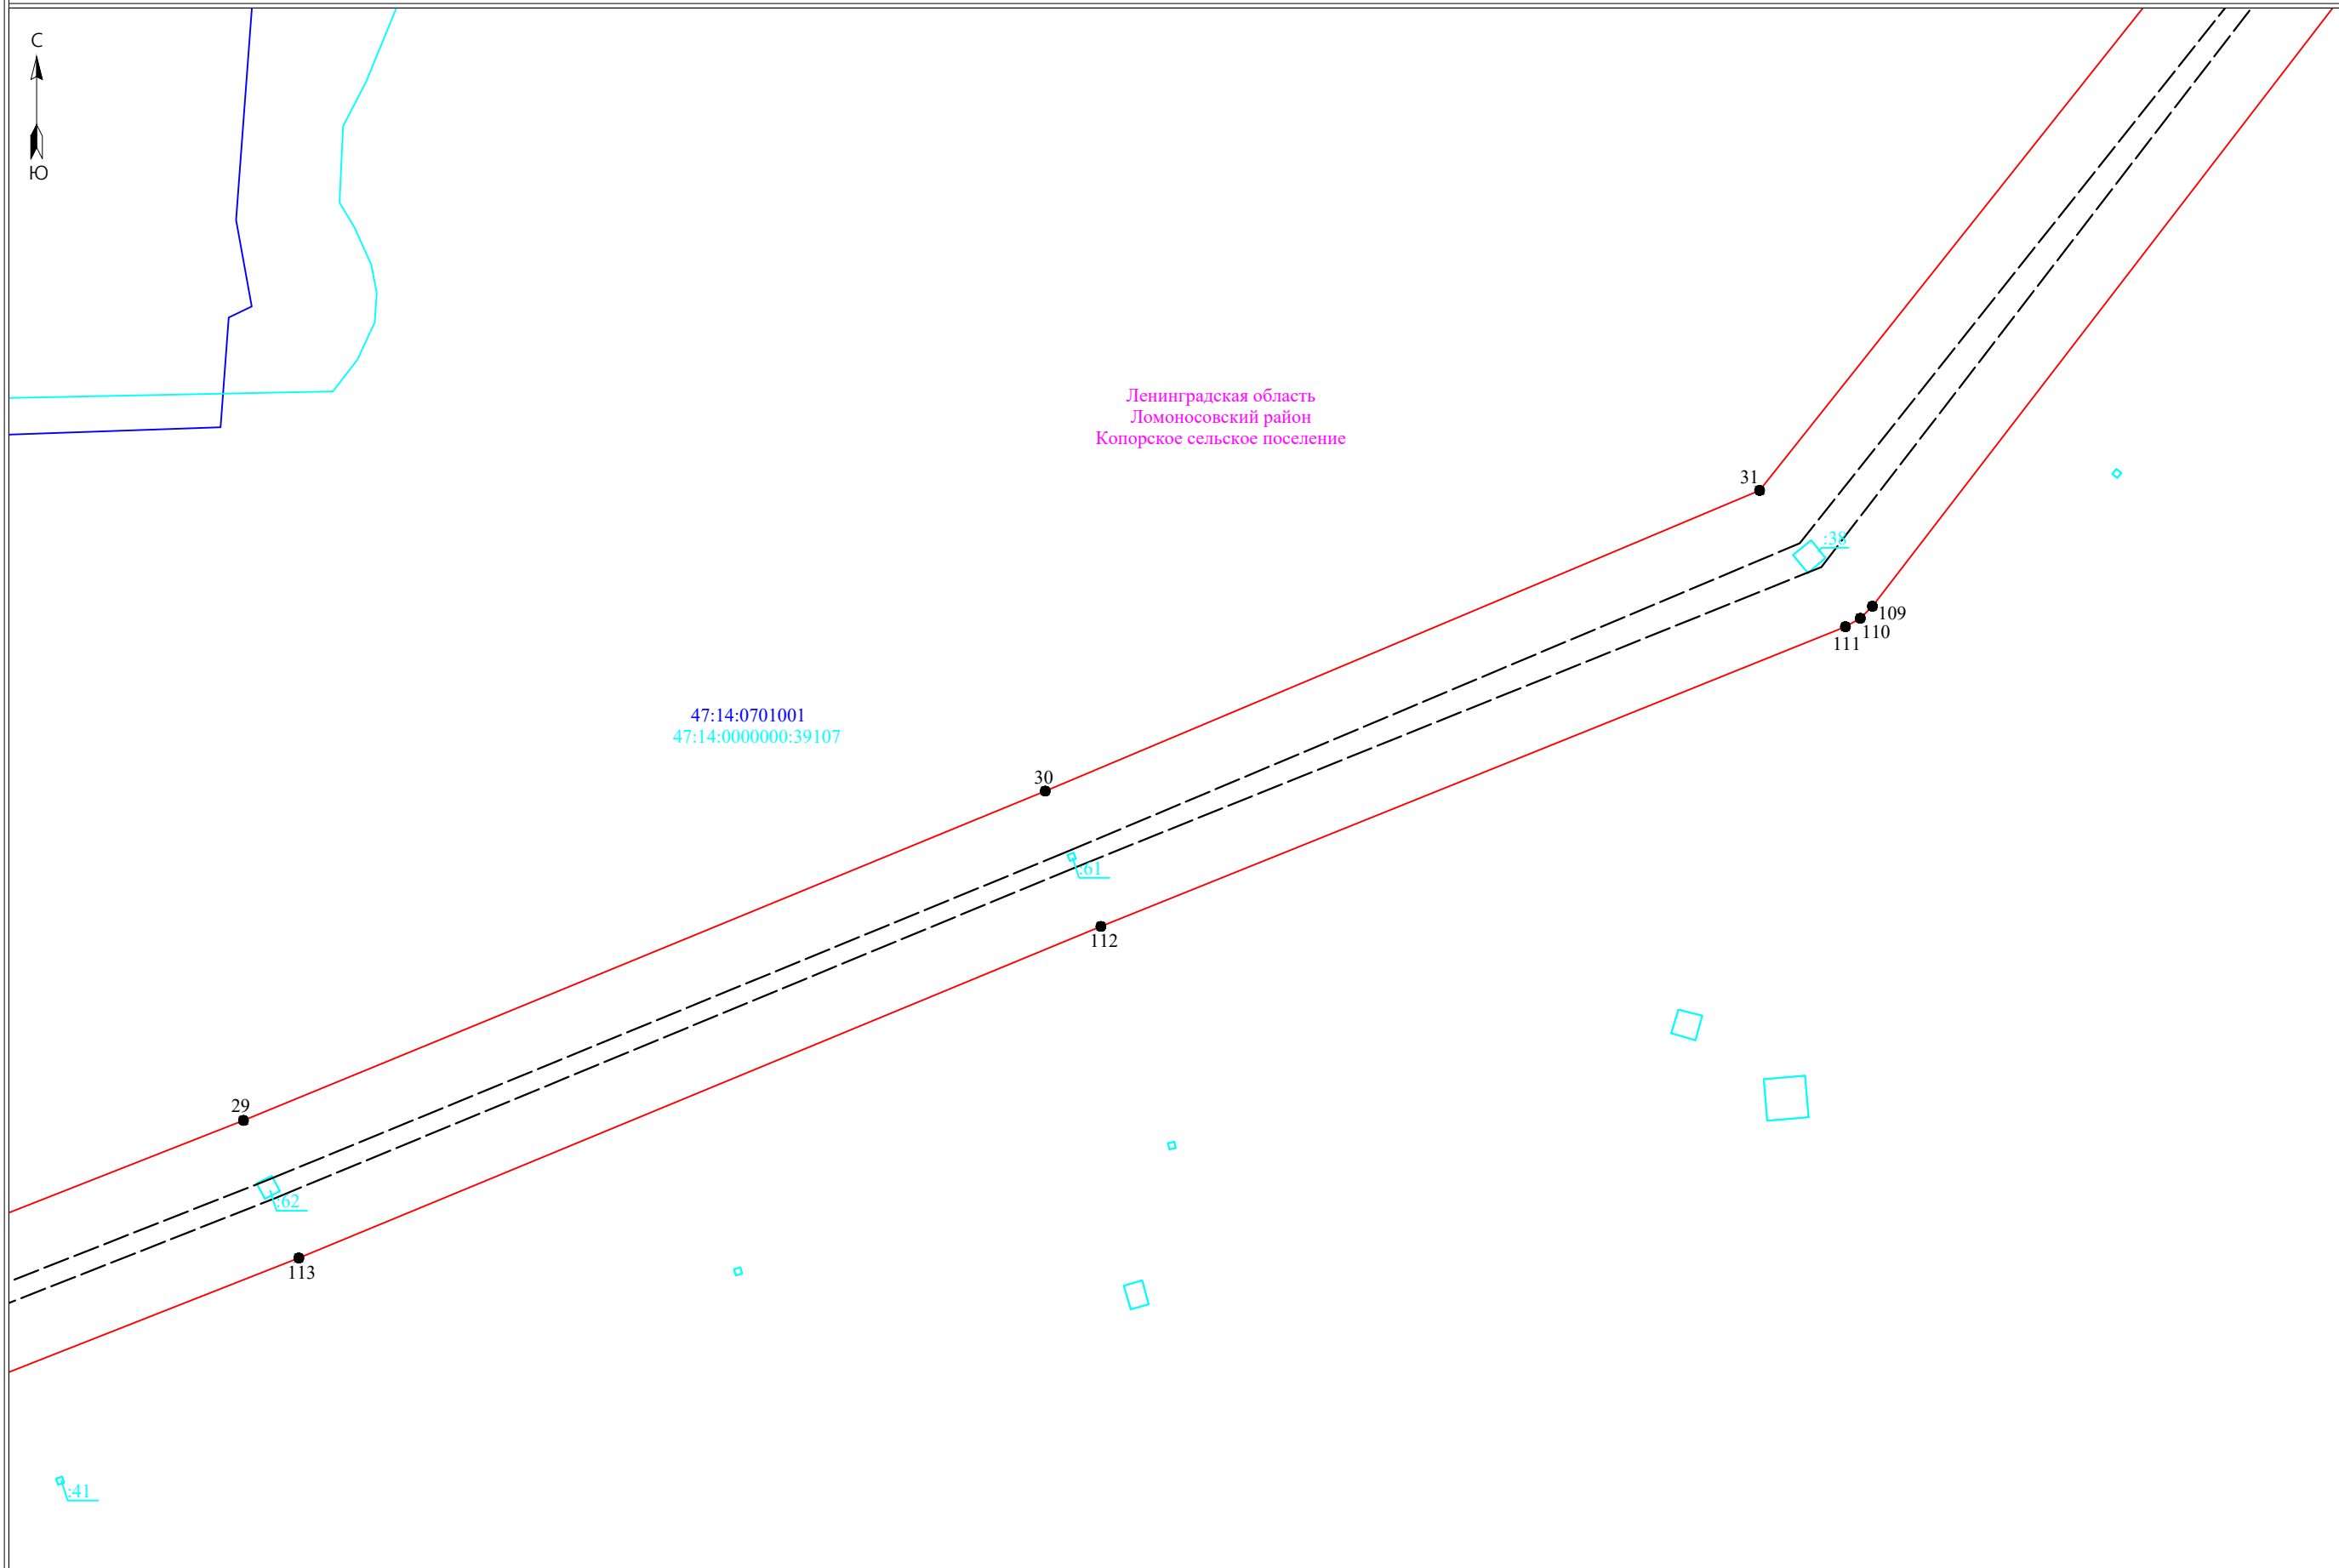 С
Ю
Ленинградская область
Ломоносовский район
Копорское сельское поселение
31
:38
109
110
111
47:14:0701001
47:14:0000000:39107
30
:61
112
29
:62
113
:41